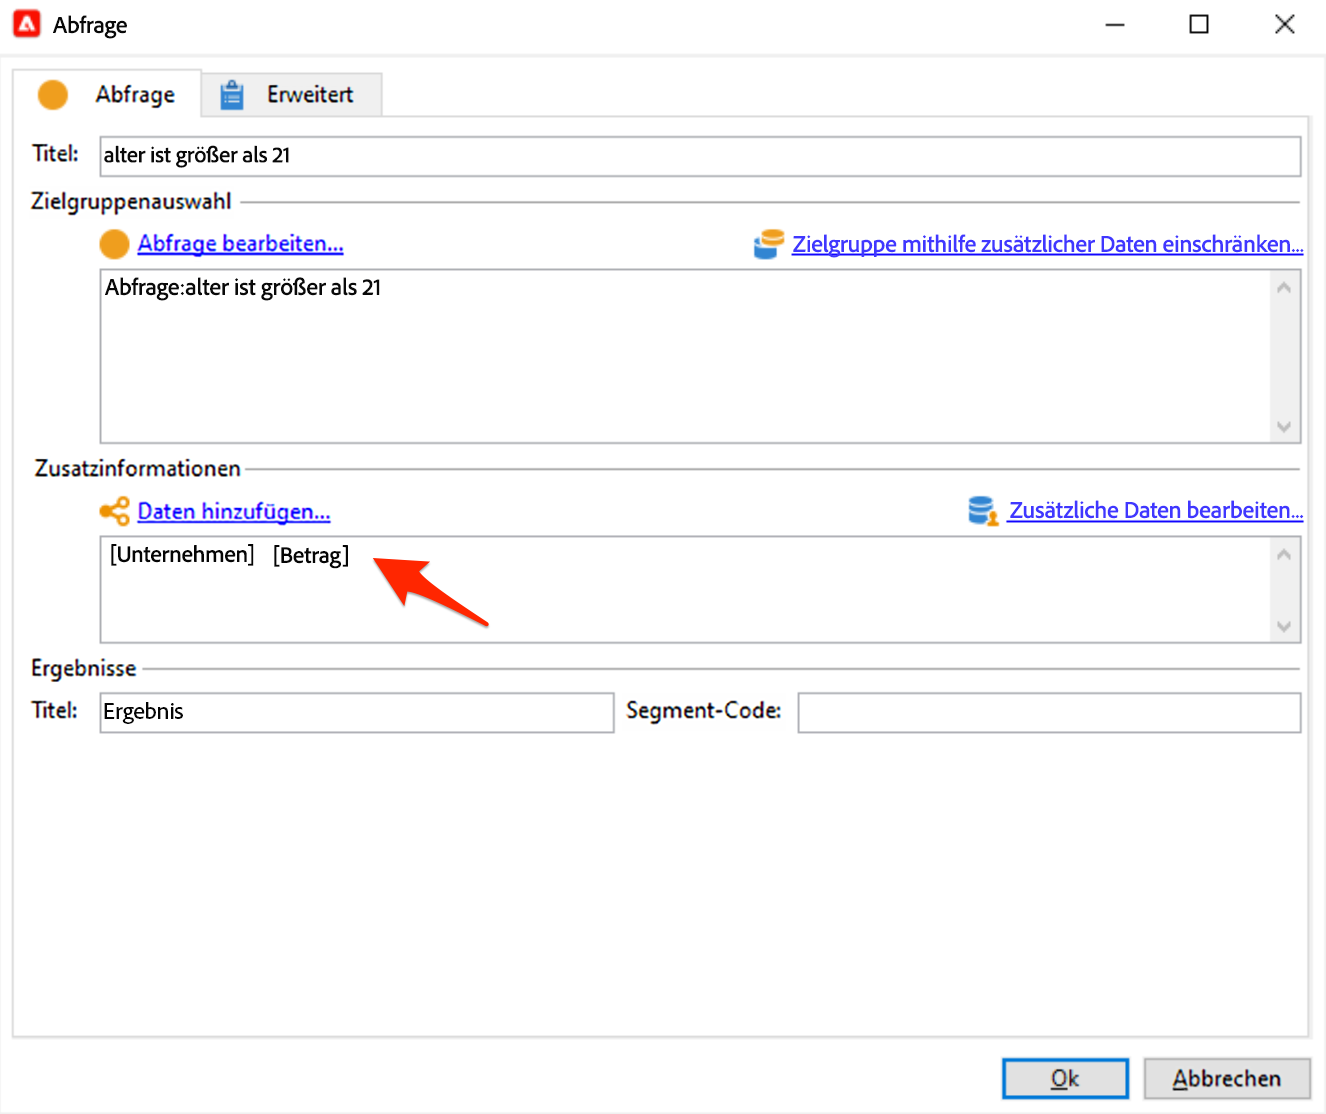 Abfrage
Abfrage Erweitert
Titel: alter ist größer als 21
Zielgruppenauswahl
Abfrage bearbeiten... Zielgruppe mithilfe zusätzlicher Daten einschränken...
Abfrage:alter ist größer als 21
Zusatzinformationen
Daten hinzufügen... Zusätzliche Daten bearbeiten...
[Unternehmen] [Betrag]
Ergebnisse
Titel: Ergebnis Segment-Code:
Ok Abbrechen